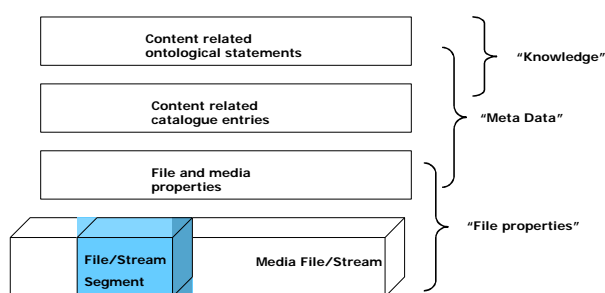 Content related
ontological statements
“Knowledge”
Content related
catalogue entries
“Meta Data”
File and media
properties
“File properties”
File/Stream
Segment
Media File/Stream